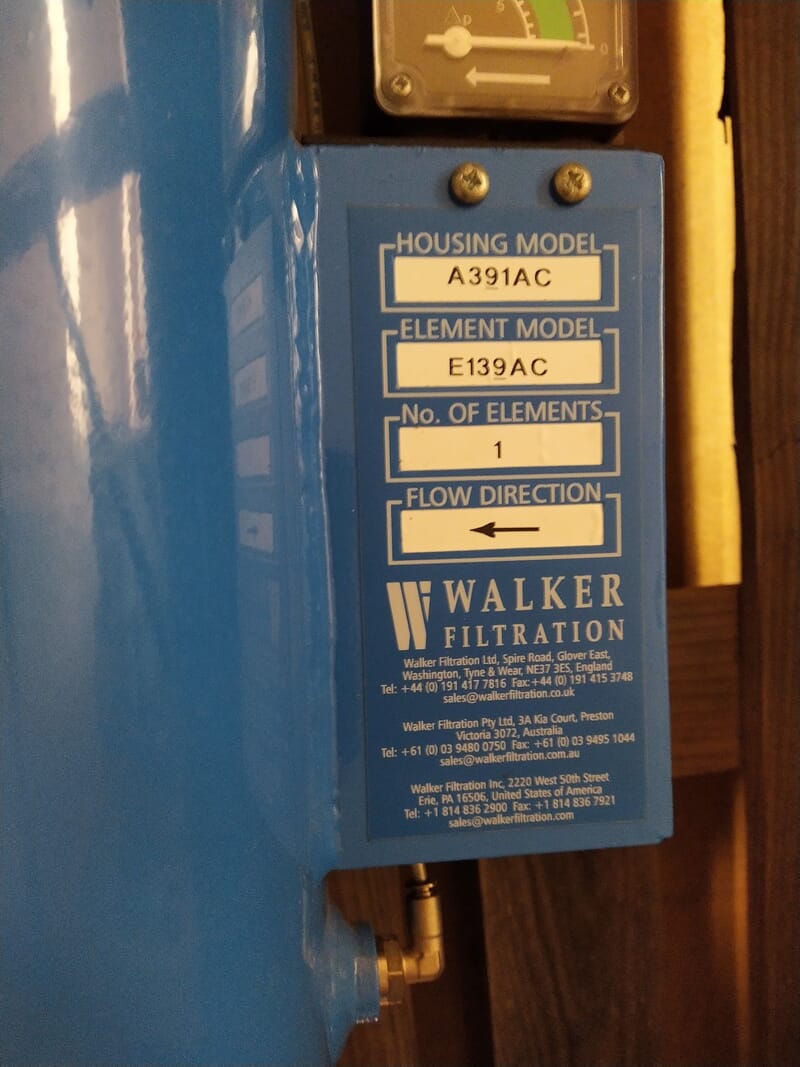 Δp
0
HOUSING MODEL
A391AC
ELEMENT MODEL
E139AC
No. OF ELEMENTS
1
FLOW DIRECTION
WALKER
FILTRATION
Walker Filtration Ltd, Spire Road, Glover East,
Washington, Tyne & Wear, NE37 3ES, England
Tel: +44 (0) 191 417 7816 Fax:+44 (0) 191 415 3748
sales@walkerfiltration.co.uk
Walker Filtration Pty Ltd, 3A Kia Court, Preston
Victoria 3072, Australia
Tel: +61 (0) 03 9480 0750 Fax: +61 (0) 03 9495 1044
sales@walkerfiltration.com.au
Walker Filtration Inc, 2220 West 50th Street
Erie, PA 16506, United States of America
Tel: +1 814 836 2900 Fax: +1 814 836 7921
sales@walkerfiltration.com